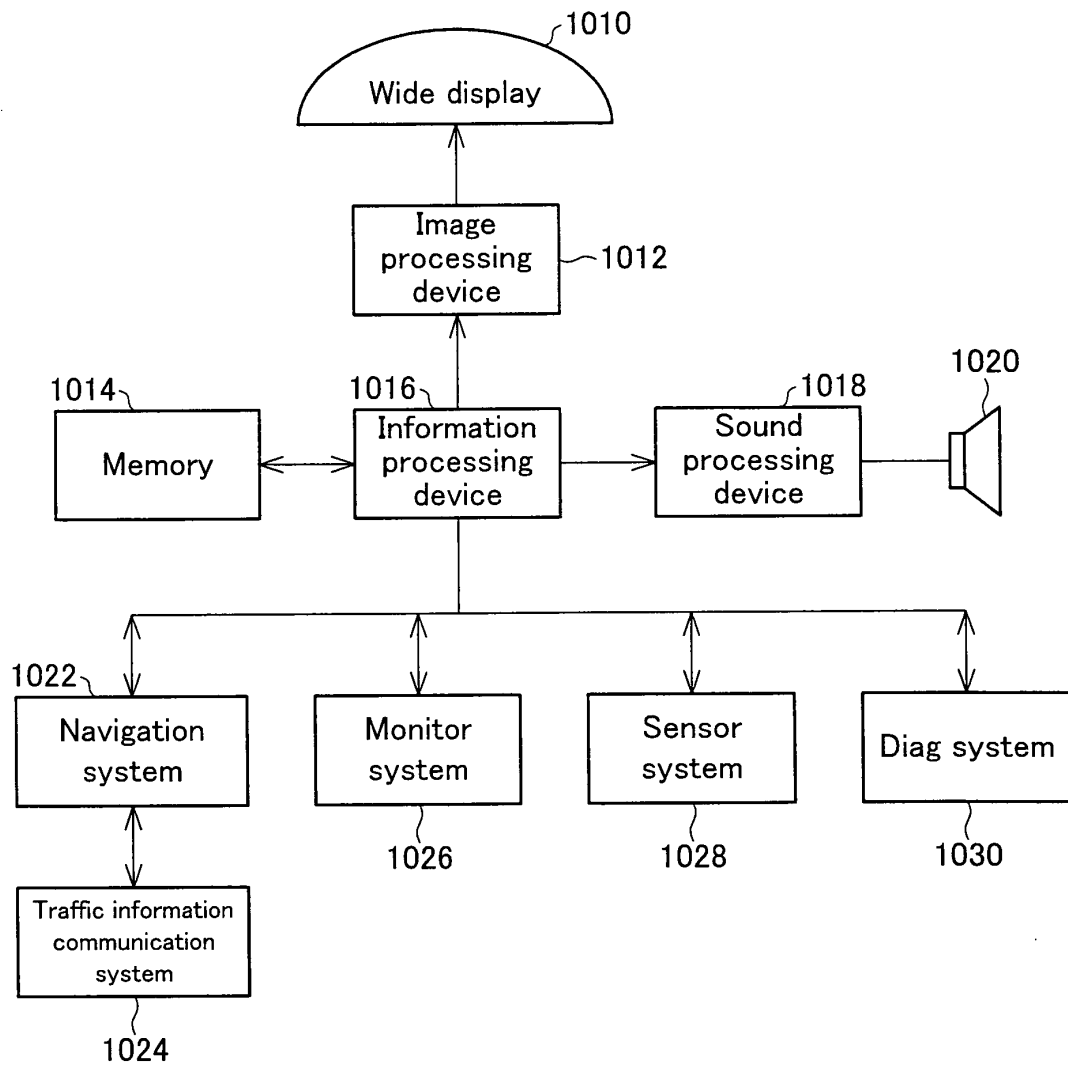 1010
Wide display
Image
processing
device
1012
1014
Memory
1016
Information
processing
device
1018
Sound
processing
device
1020
1022
Navigation
system
Monitor
system
1026
Sensor
system
1028
Diag system
1030
Traffic information
communication
system
1024